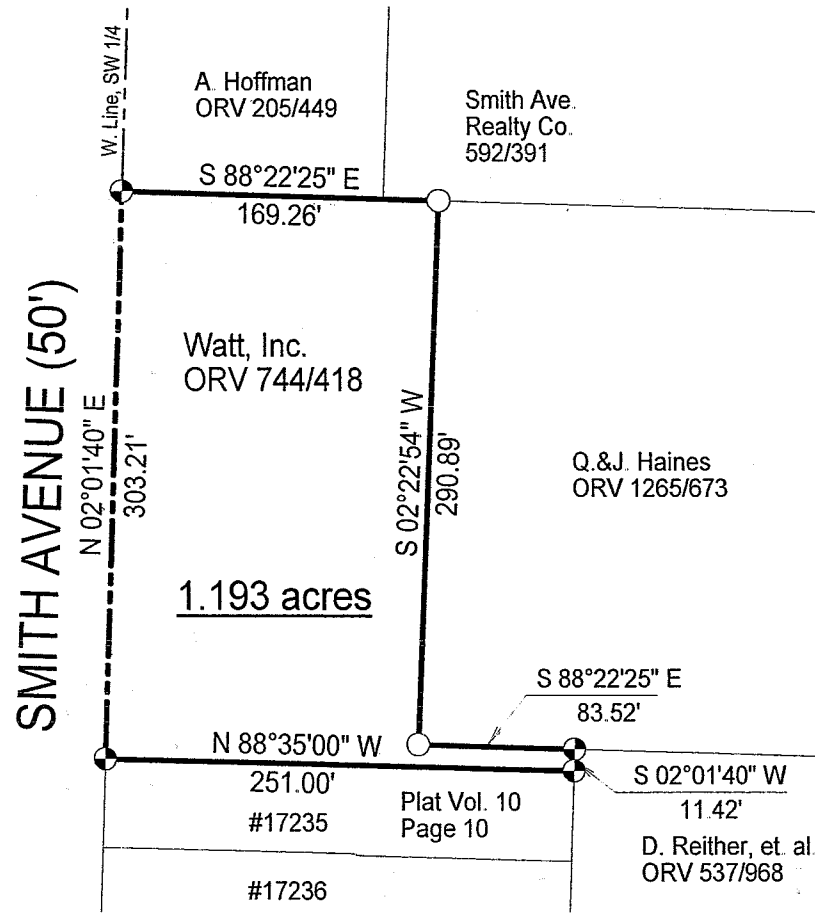 W. Line, SW 1/4
A. Hoffman
ORV 205/449
Smith Ave.
Realty Co.
592/391
S 88°22'25" E
169.26'
SMITH AVENUE (50')
N 02°01'40" E
303.21'
Watt, Inc.
ORV 744/418
S 02°22'54" W
290.89'
Q.&J. Haines
ORV 1265/673
1.193 acres
S 88°22'25" E
83.52'
N 88°35'00" W
251.00'
S 02°01'40" W
11.42'
#17235
Plat Vol. 10
Page 10
D. Reither, et. al.
ORV 537/968
#17236